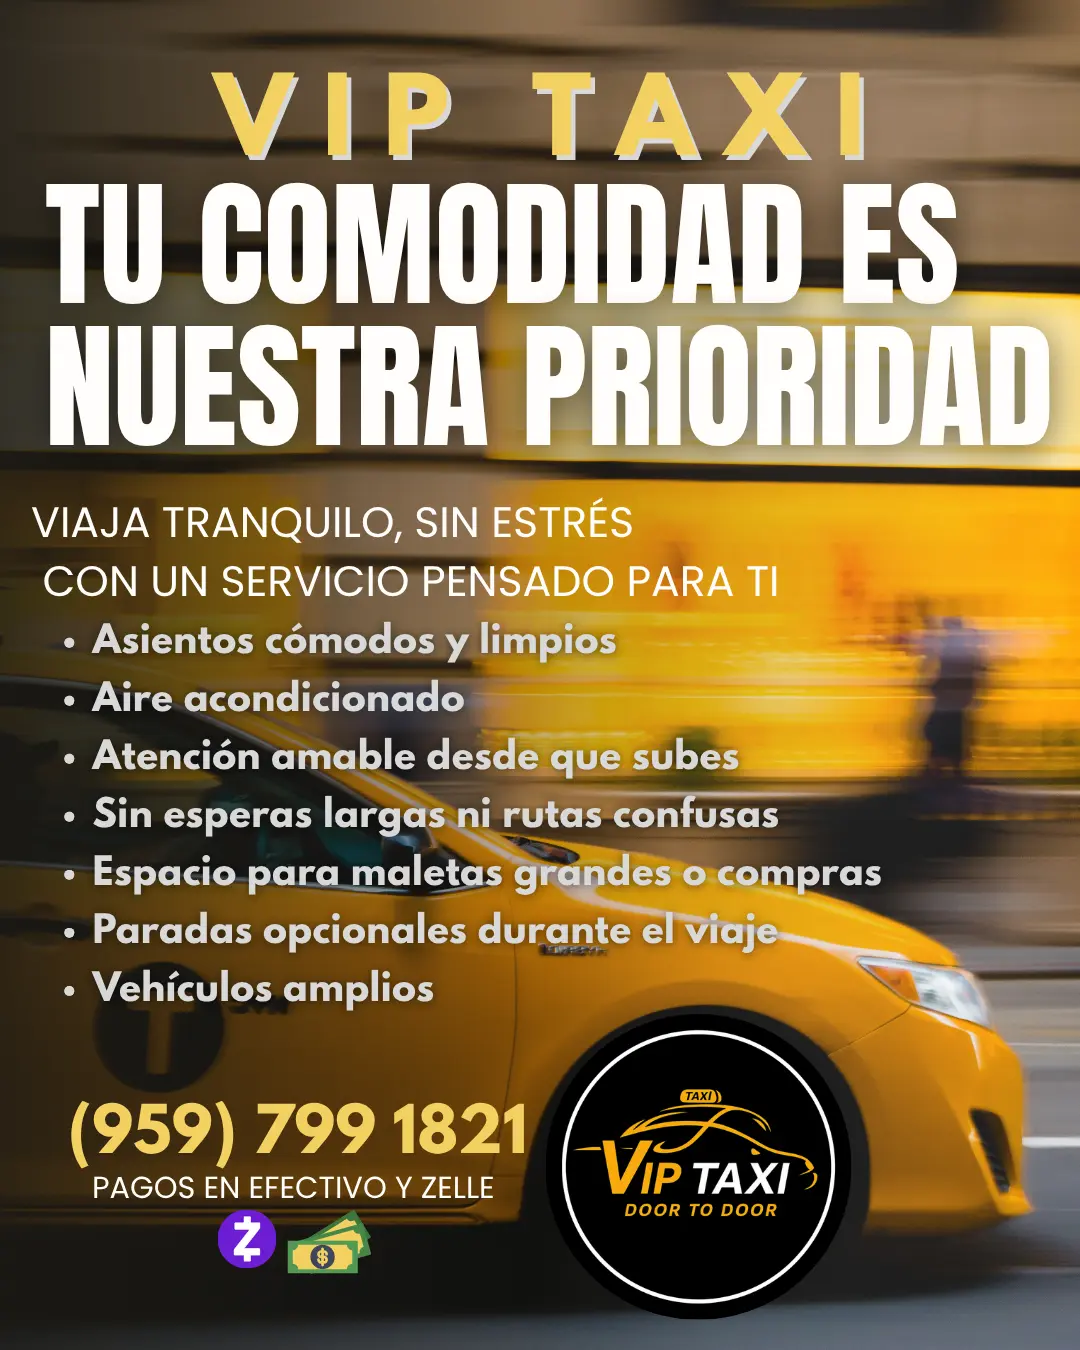 VIP TAXI
TU COMODIDAD ES
NUESTRA PRIORIDAD
VIAJA TRANQUILO, SIN ESTRÉS
CON UN SERVICIO PENSADO PARA TI
• Asientos cómodos y limpios
• Aire acondicionado
• Atención amable desde que subes
• Sin esperas largas ni rutas confusas
• Espacio para maletas grandes o compras
• Paradas opcionales durante el viaje
• Vehículos amplios
T
(959) 799 1821
PAGOS EN EFECTIVO Y ZELLE
TAXI
VIP TAXI
DOOR TO DOOR